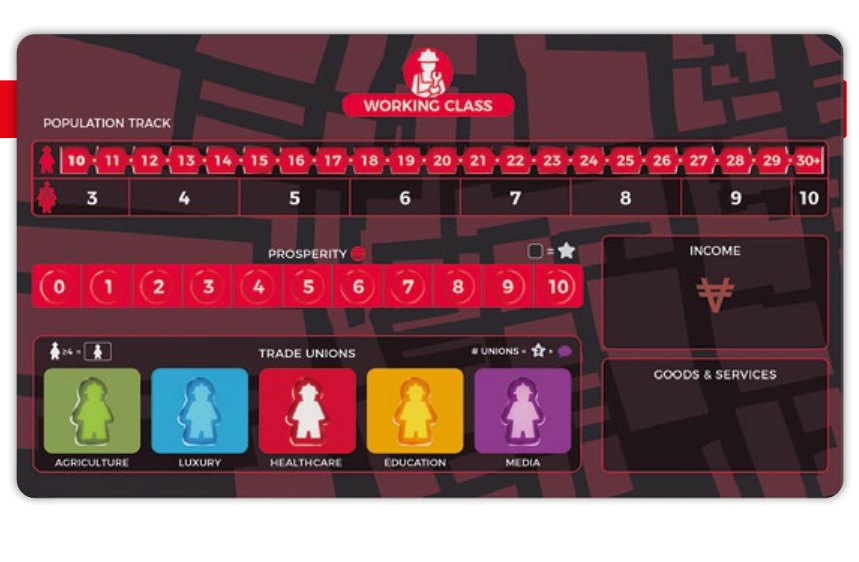 WORKING CLASS
POPULATION TRACK
10 11 12 13 14 15 16 17 18 19 20 21 22 23 24 25 26 27 28 29 30+
3 4 5 6 7 8 9 10
PROSPERITY
= 
INCOME
0 1 2 3 4 5 6 7 8 9 10
≥4 =
TRADE UNIONS
# UNIONS = +
GOODS & SERVICES
AGRICULTURE
LUXURY
HEALTHCARE
EDUCATION
MEDIA